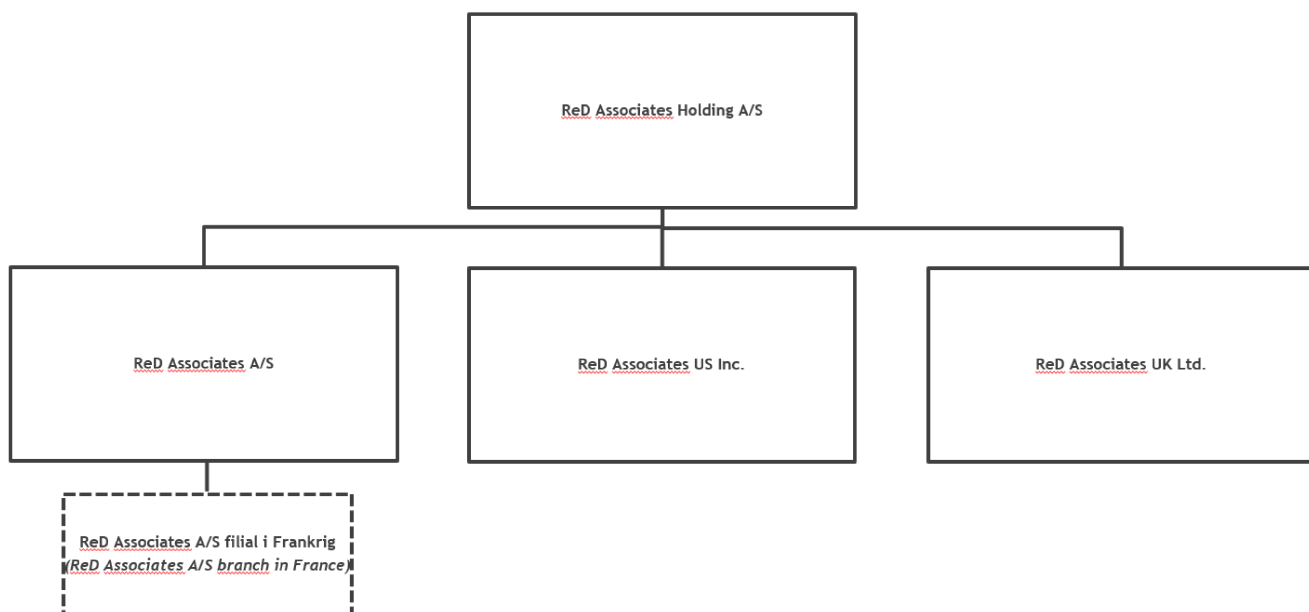 ReD Associates Holding A/S
ReD Associates A/S
ReD Associates US Inc.
ReD Associates UK Ltd.
ReD Associates A/S filial i Frankrig
(ReD Associates A/S branch in France)